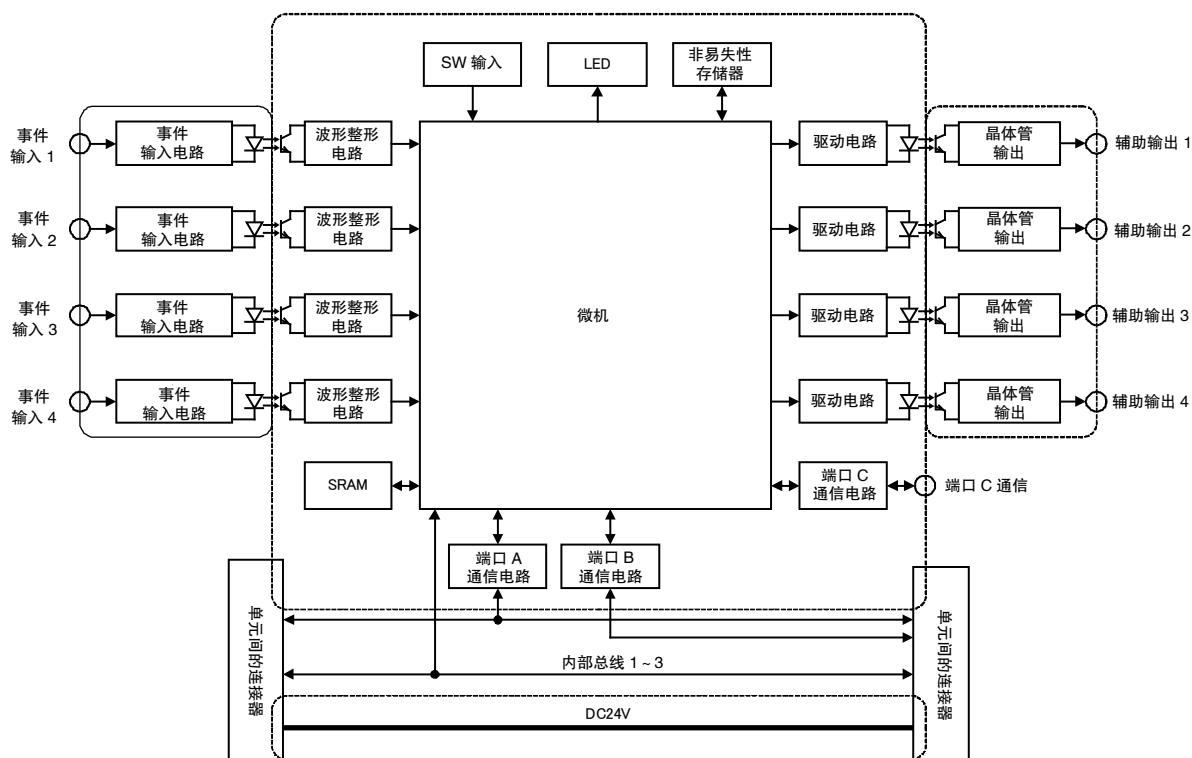 SW 输入
LED
非易失性
存储器
事件
输入 1
事件
输入电路
波形整形
电路
驱动电路
晶体管
输出
辅助输出 1
事件
输入 2
事件
输入电路
波形整形
电路
驱动电路
晶体管
输出
辅助输出 2
事件
输入 3
事件
输入电路
波形整形
电路
微机
驱动电路
晶体管
输出
辅助输出 3
事件
输入 4
事件
输入电路
波形整形
电路
驱动电路
晶体管
输出
辅助输出 4
SRAM
端口 C
通信电路
端口 C 通信
端口 A
通信电路
端口 B
通信电路
单元间的连接器
单元间的连接器
内部总线 1 ~ 3
DC24V